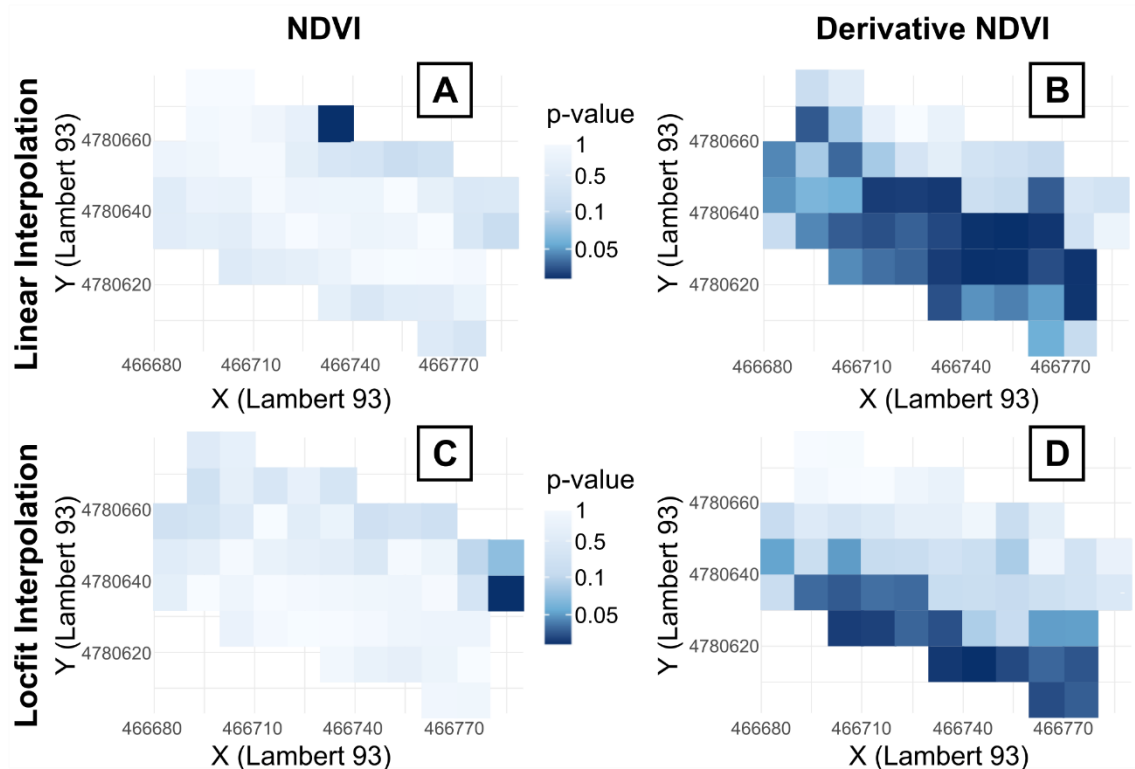 NDVI
Derivative NDVI
Linear Interpolation
A
B
Y (Lambert 93)
4780660
4780640
4780620
466680 466710 466740 466770
X (Lambert 93)
p-value
1
0.5
0.1
0.05
Y (Lambert 93)
4780660
4780640
4780620
466680 466710 466740 466770
X (Lambert 93)
Locfit Interpolation
C
D
Y (Lambert 93)
4780660
4780640
4780620
466680 466710 466740 466770
X (Lambert 93)
p-value
1
0.5
0.1
0.05
Y (Lambert 93)
4780660
4780640
4780620
466680 466710 466740 466770
X (Lambert 93)